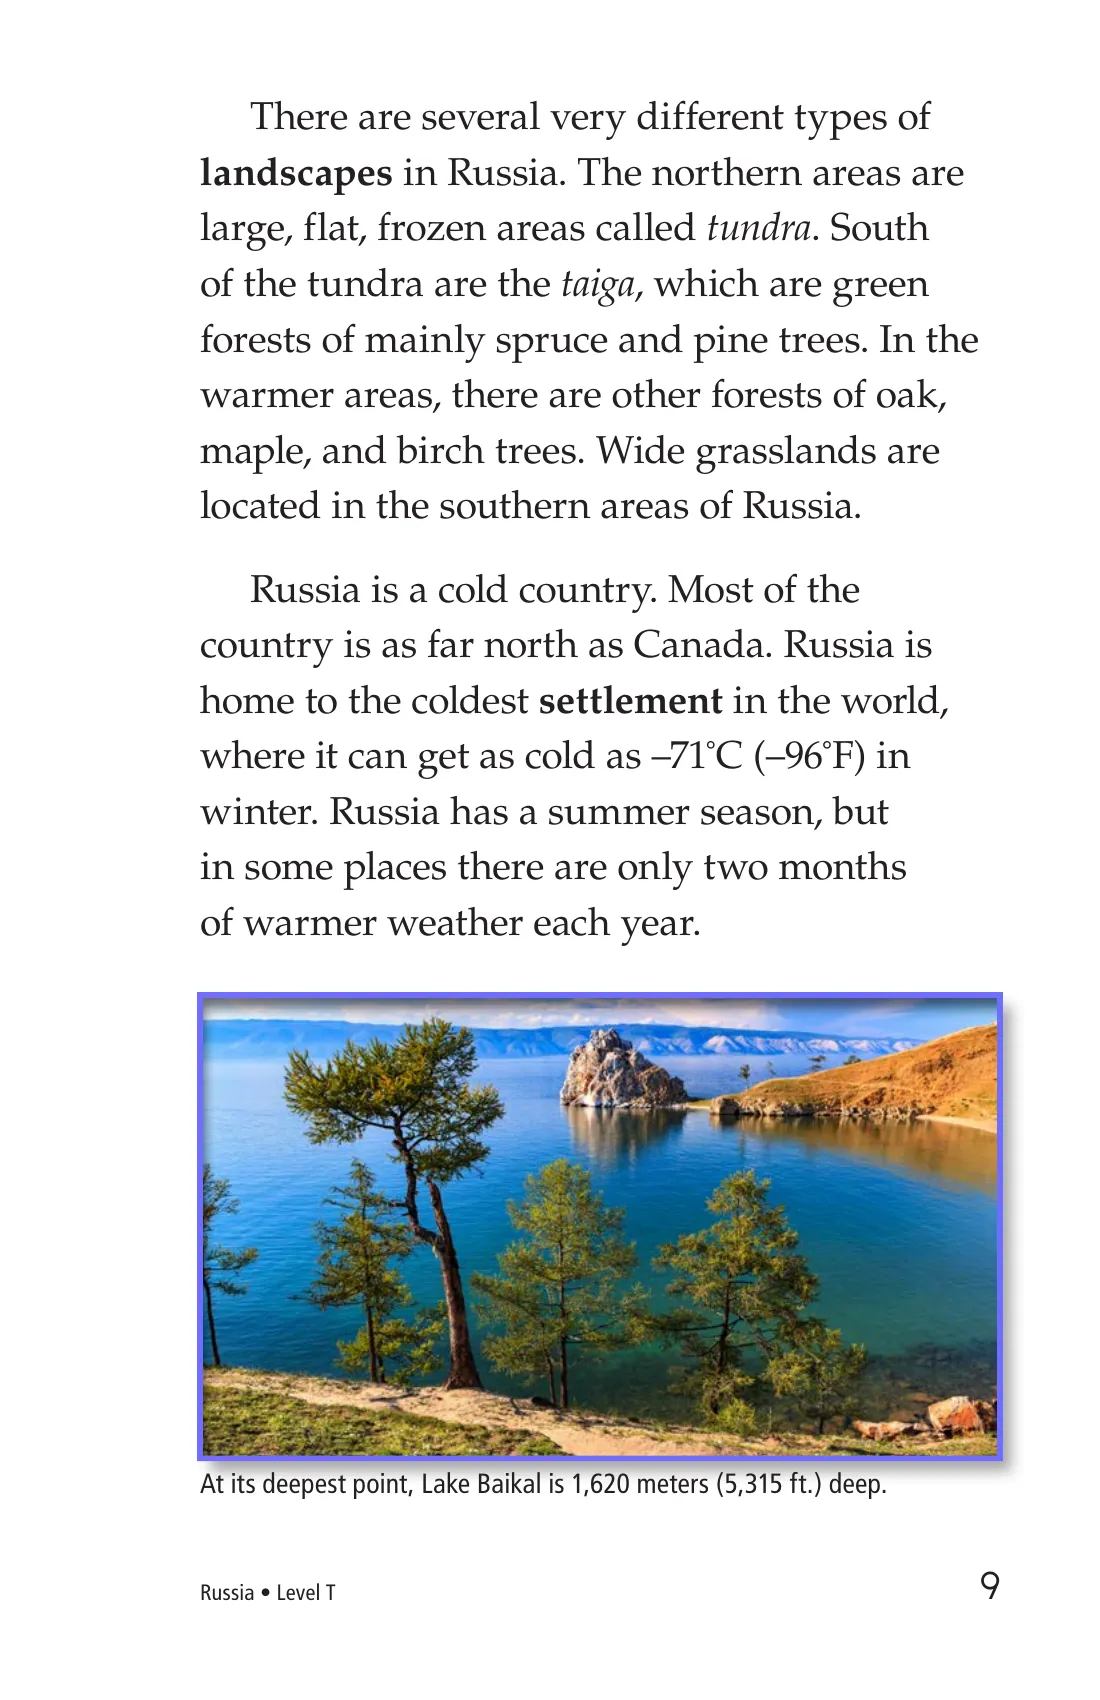 There are several very different types of
landscapes in Russia. The northern areas are
large, flat, frozen areas called tundra. South
of the tundra are the taiga, which are green
forests of mainly spruce and pine trees. In the
warmer areas, there are other forests of oak,
maple, and birch trees. Wide grasslands are
located in the southern areas of Russia.
Russia is a cold country. Most of the
country is as far north as Canada. Russia is
home to the coldest settlement in the world,
where it can get as cold as –71˚C (–96˚F) in
winter. Russia has a summer season, but
in some places there are only two months
of warmer weather each year.
At its deepest point, Lake Baikal is 1,620 meters (5,315 ft.) deep.
Russia • Level T
9